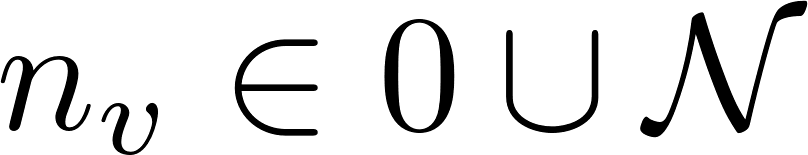 n_v ∈ 0 ∪ 𝒩